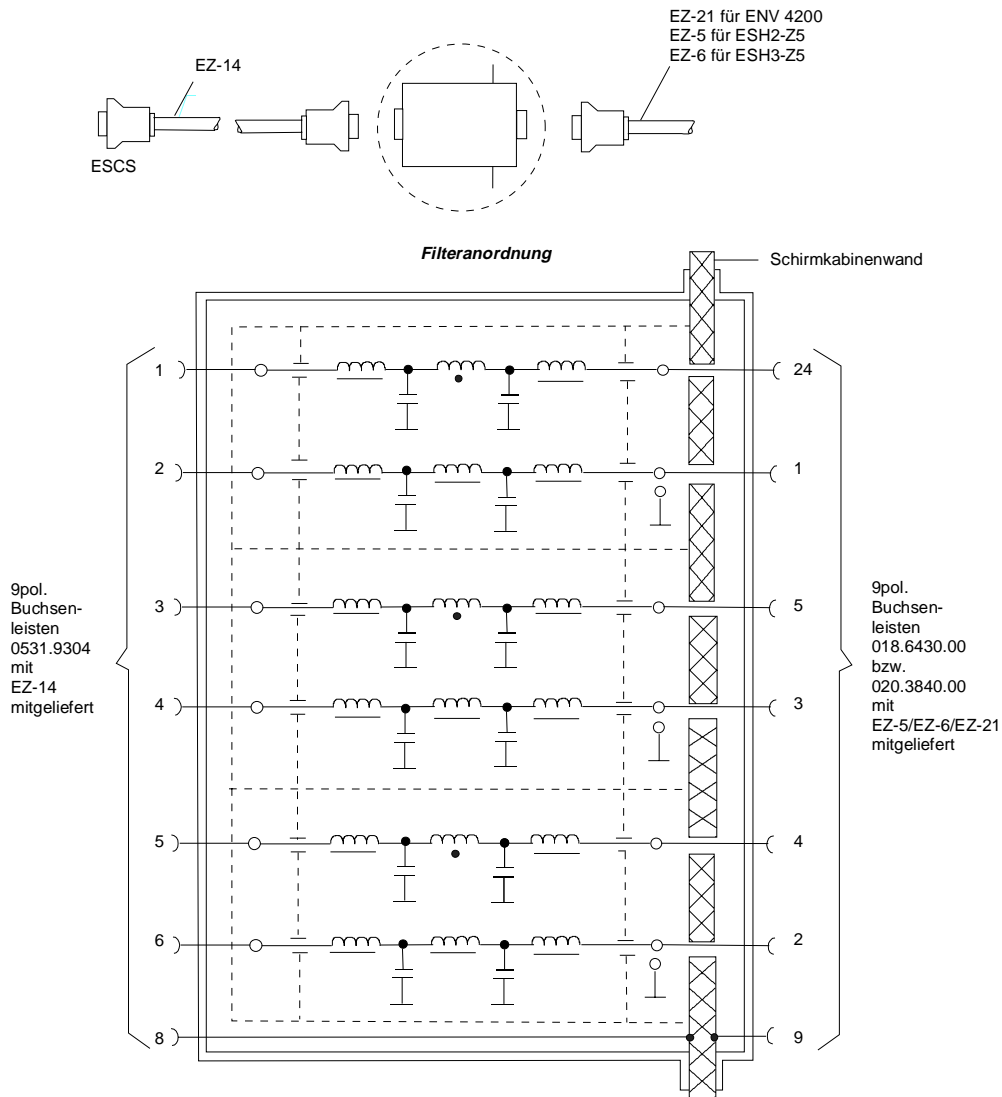 EZ-21 für ENV 4200
EZ-5 für ESH2-Z5
EZ-6 für ESH3-Z5
EZ-14
ESCS
Filteranordnung
Schirmkabinenwand
1
24
2
1
9pol.
Buchsen-
leisten
0531.9304
mit
EZ-14
mitgeliefert
3
5
4
3
9pol.
Buchsen-
leisten
018.6430.00
bzw.
020.3840.00
mit
EZ-5/EZ-6/EZ-21
mitgeliefert
5
4
6
2
8
9